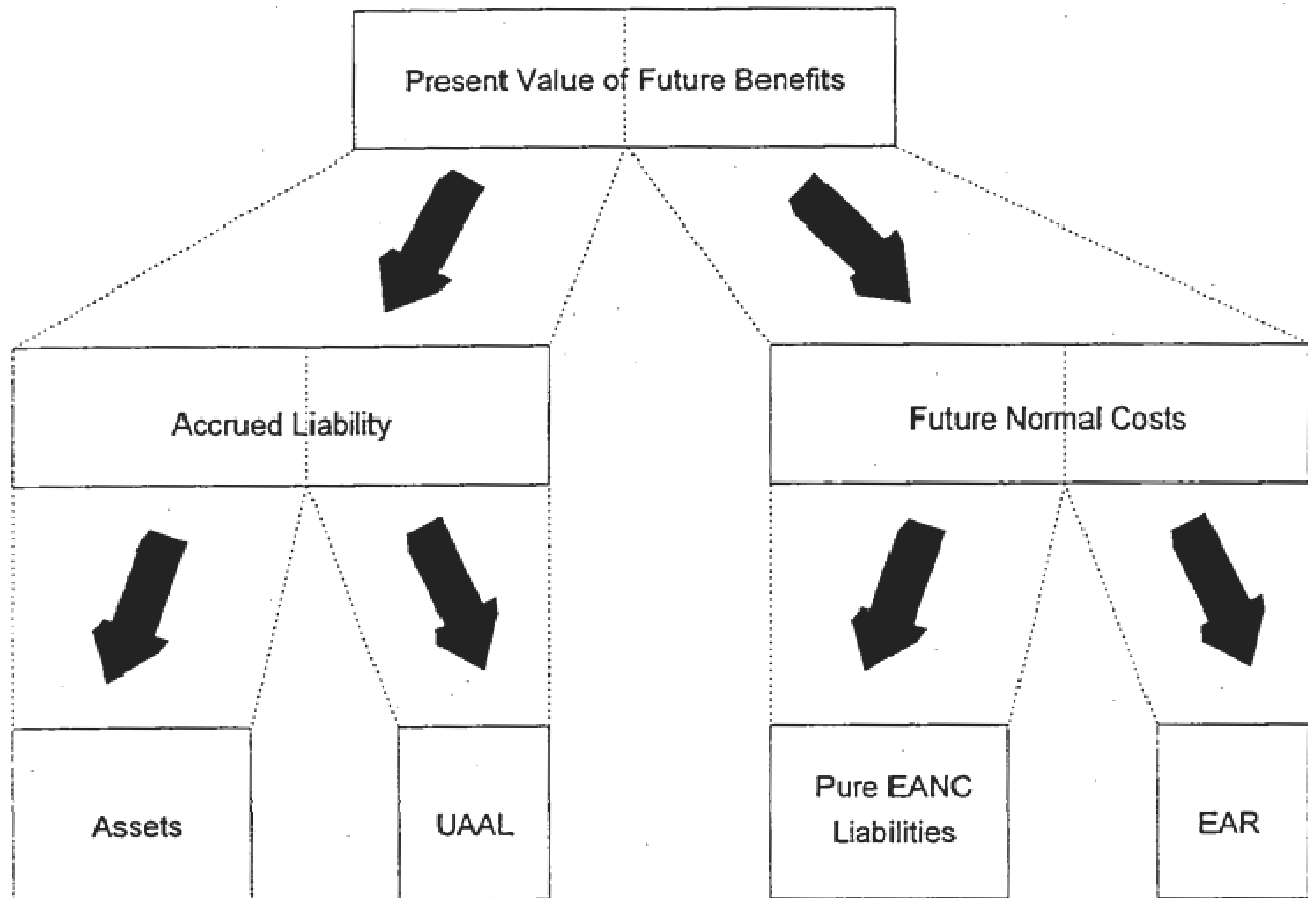 Present Value of Future Benefits
Accrued Liability
Future Normal Costs
Assets
UAAL
Pure EANC
Liabilities
EAR